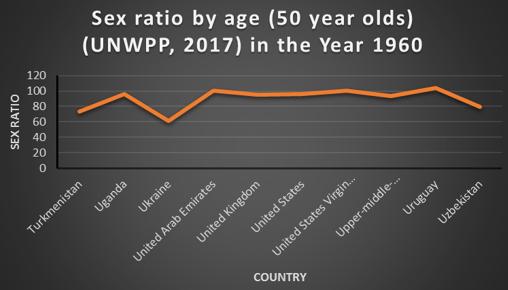 Sex ratio by age (50 year olds)
(UNWPP, 2017) in the Year 1960
120
100
80
60
40
20
0
SEX RATIO
Turkmenistan
Uganda
Ukraine
United Arab Emirates
United Kingdom
United States
United States Virgin...
Upper-middle-...
Uruguay
Uzbekistan
COUNTRY